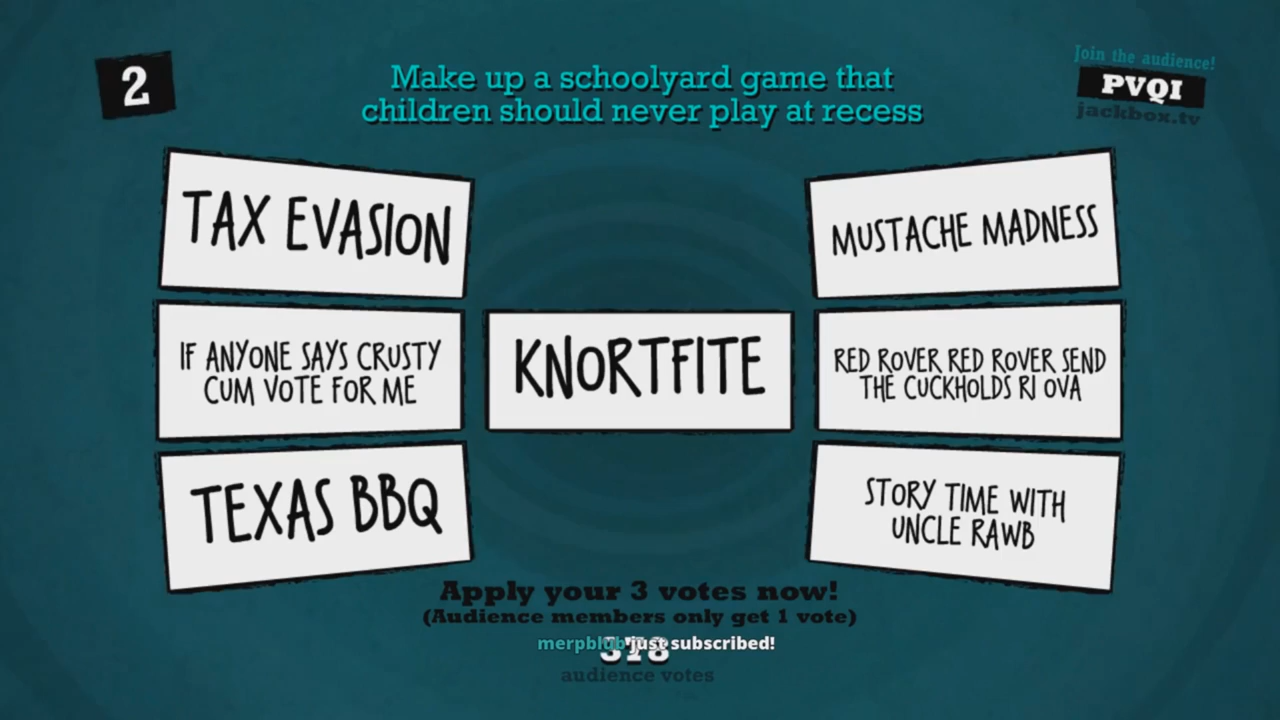 2
Make up a schoolyard game that
children should never play at recess
Join the audience!
PVQI
jackbox.tv
TAX EVASION
MUSTACHE MADNESS
IF ANYONE SAYS CRUSTY
CUM VOTE FOR ME
KNORTFITE
RED ROVER RED ROVER SEND
THE CUCKHOLDS RI OVA
TEXAS BBQ
STORY TIME WITH
UNCLE RAWB
Apply your 3 votes now!
(Audience members only get 1 vote)
merpblub just subscribed!
audience votes